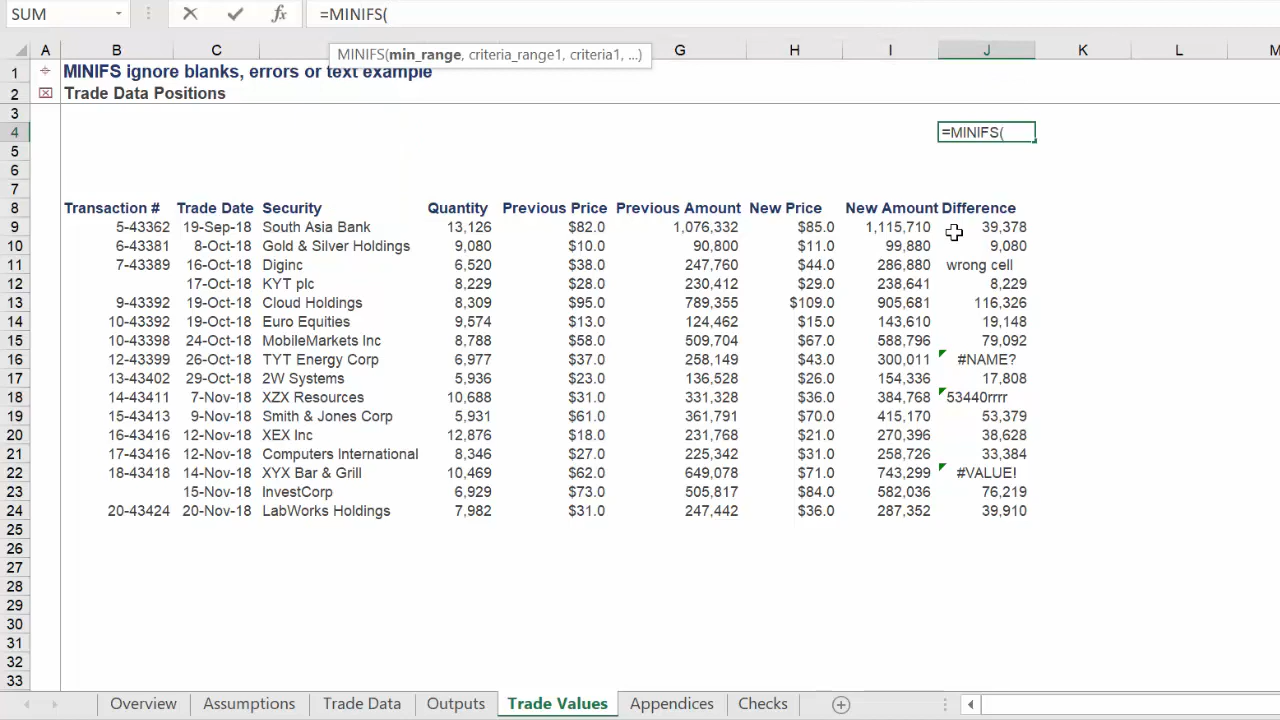 SUM =MINIFS(
MINIFS(min_range, criteria_range1, criteria1, ...)
A B C G H I J K L M
1 MINIFS ignore blanks, errors or text example
2 Trade Data Positions
3
4 =MINIFS(
5
6
7
8 Transaction # Trade Date Security Quantity Previous Price Previous Amount New Price New Amount Difference
9 5-43362 19-Sep-18 South Asia Bank 13,126 $82.0 1,076,332 $85.0 1,115,710 39,378
10 6-43381 8-Oct-18 Gold & Silver Holdings 9,080 $10.0 90,800 $11.0 99,880 9,080
11 7-43389 16-Oct-18 Diginc 6,520 $38.0 247,760 $44.0 286,880 wrong cell
12 17-Oct-18 KYT plc 8,229 $28.0 230,412 $29.0 238,641 8,229
13 9-43392 19-Oct-18 Cloud Holdings 8,309 $95.0 789,355 $109.0 905,681 116,326
14 10-43392 19-Oct-18 Euro Equities 9,574 $13.0 124,462 $15.0 143,610 19,148
15 10-43398 24-Oct-18 MobileMarkets Inc 8,788 $58.0 509,704 $67.0 588,796 79,092
16 12-43399 26-Oct-18 TYT Energy Corp 6,977 $37.0 258,149 $43.0 300,011 #NAME?
17 13-43402 29-Oct-18 2W Systems 5,936 $23.0 136,528 $26.0 154,336 17,808
18 14-43411 7-Nov-18 XZX Resources 10,688 $31.0 331,328 $36.0 384,768 53440rrrr
19 15-43413 9-Nov-18 Smith & Jones Corp 5,931 $61.0 361,791 $70.0 415,170 53,379
20 16-43416 12-Nov-18 XEX Inc 12,876 $18.0 231,768 $21.0 270,396 38,628
21 17-43416 12-Nov-18 Computers International 8,346 $27.0 225,342 $31.0 258,726 33,384
22 18-43418 14-Nov-18 XYX Bar & Grill 10,469 $62.0 649,078 $71.0 743,299 #VALUE!
23 15-Nov-18 InvestCorp 6,929 $73.0 505,817 $84.0 582,036 76,219
24 20-43424 20-Nov-18 LabWorks Holdings 7,982 $31.0 247,442 $36.0 287,352 39,910
25
26
27
28
29
30
31
32
33
Overview Assumptions Trade Data Outputs Trade Values Appendices Checks